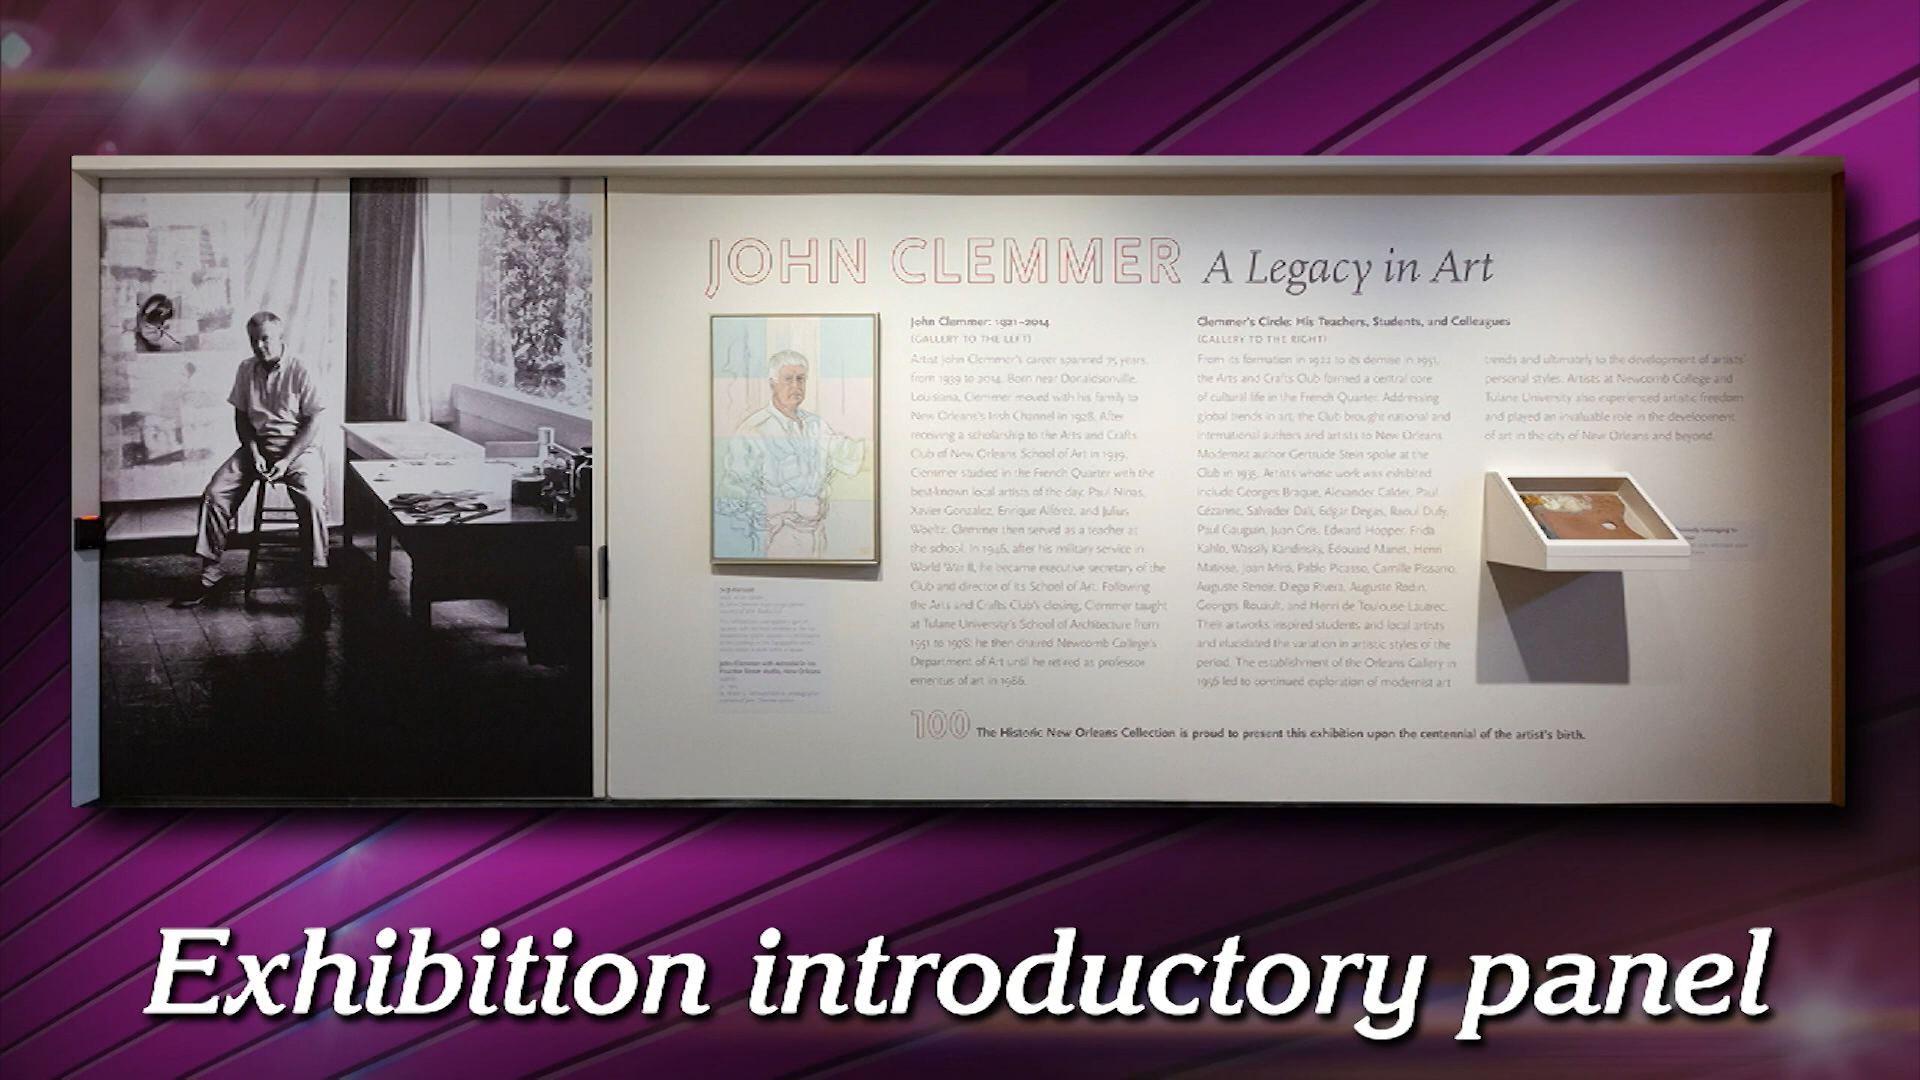 JOHN CLEMMER A Legacy in Art
John Clemmer: 1921–2014
(GALLERY TO THE LEFT)
Artist John Clemmer's career spanned 75 years,
from 1939 to 2014. Born near Donaldsonville,
Louisiana, Clemmer moved with his family to
New Orleans's Irish Channel in 1928. After
receiving a scholarship to the Arts and Crafts
Club of New Orleans School of Art in 1939,
Clemmer studied in the French Quarter with the
best-known local artists of the day: Paul Ninas,
Xavier Gonzalez, Enrique Alférez, and Julius
Woeltz. Clemmer then served as a teacher at
the school. In 1946, after his military service in
World War II, he became executive secretary of the
Club and director of its School of Art. Following
the Arts and Crafts Club's closing, Clemmer taught
at Tulane University's School of Architecture from
1951 to 1978; he then chaired Newcomb College's
Department of Art until he retired as professor
emeritus of art in 1986.
Clemmer's Circle: His Teachers, Students, and Colleagues
(GALLERY TO THE RIGHT)
From its formation in 1922 to its demise in 1951,
the Arts and Crafts Club formed a central core
of cultural life in the French Quarter. Addressing
global trends in art, the Club brought national and
international authors and artists to New Orleans.
Modernist author Gertrude Stein spoke at the
Club in 1935. Artists whose work was exhibited
include Georges Braque, Alexander Calder, Paul
Cézanne, Salvador Dalí, Edgar Degas, Raoul Dufy,
Paul Gauguin, Juan Gris, Edward Hopper, Frida
Kahlo, Wassily Kandinsky, Édouard Manet, Henri
Matisse, Joan Miró, Pablo Picasso, Camille Pissarro,
Auguste Renoir, Diego Rivera, Auguste Rodin,
Georges Rouault, and Henri de Toulouse-Lautrec.
Their artworks inspired students and local artists
and elucidated the variation in artistic styles of the
period. The establishment of the Orleans Gallery in
1956 led to continued exploration of modernist art
trends and ultimately to the development of artists'
personal styles. Artists at Newcomb College and
Tulane University also experienced artistic freedom
and played an invaluable role in the development
of art in the city of New Orleans and beyond.
100 The Historic New Orleans Collection is proud to present this exhibition upon the centennial of the artist's birth.
Exhibition introductory panel